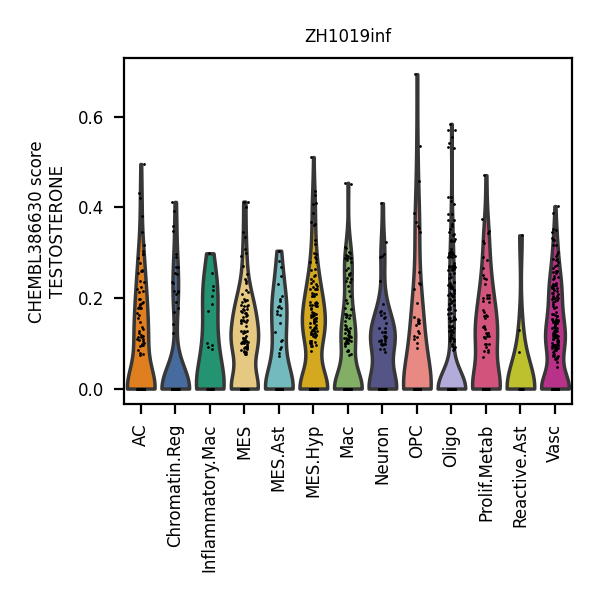 ZH1019inf
CHEMBL386630 score
TESTOSTERONE
0.6
0.4
0.2
0.0
AC
Chromatin.Reg
Inflammatory.Mac
MES
MES.Ast
MES.Hyp
Mac
Neuron
OPC
Oligo
Prolif.Metab
Reactive.Ast
Vasc